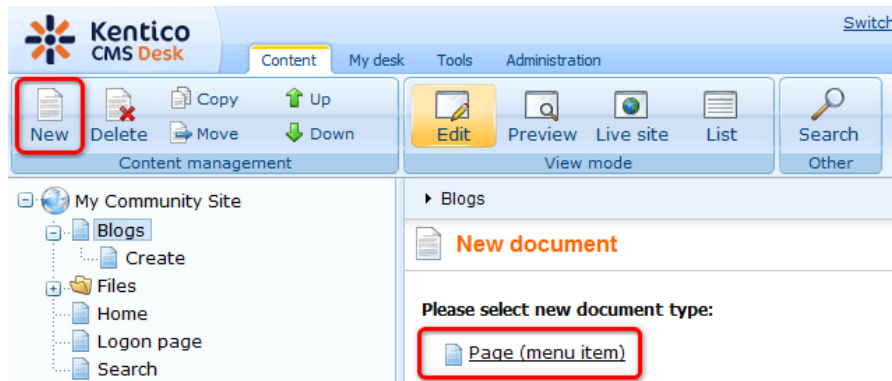 Kentico
CMS Desk
Switch
Content My desk Tools Administration
New Delete Copy Move Up Down
Content management
Edit Preview Live site List
View mode
Search
Other
My Community Site
Blogs
Create
Files
Home
Logon page
Search
Blogs
New document
Please select new document type:
Page (menu item)